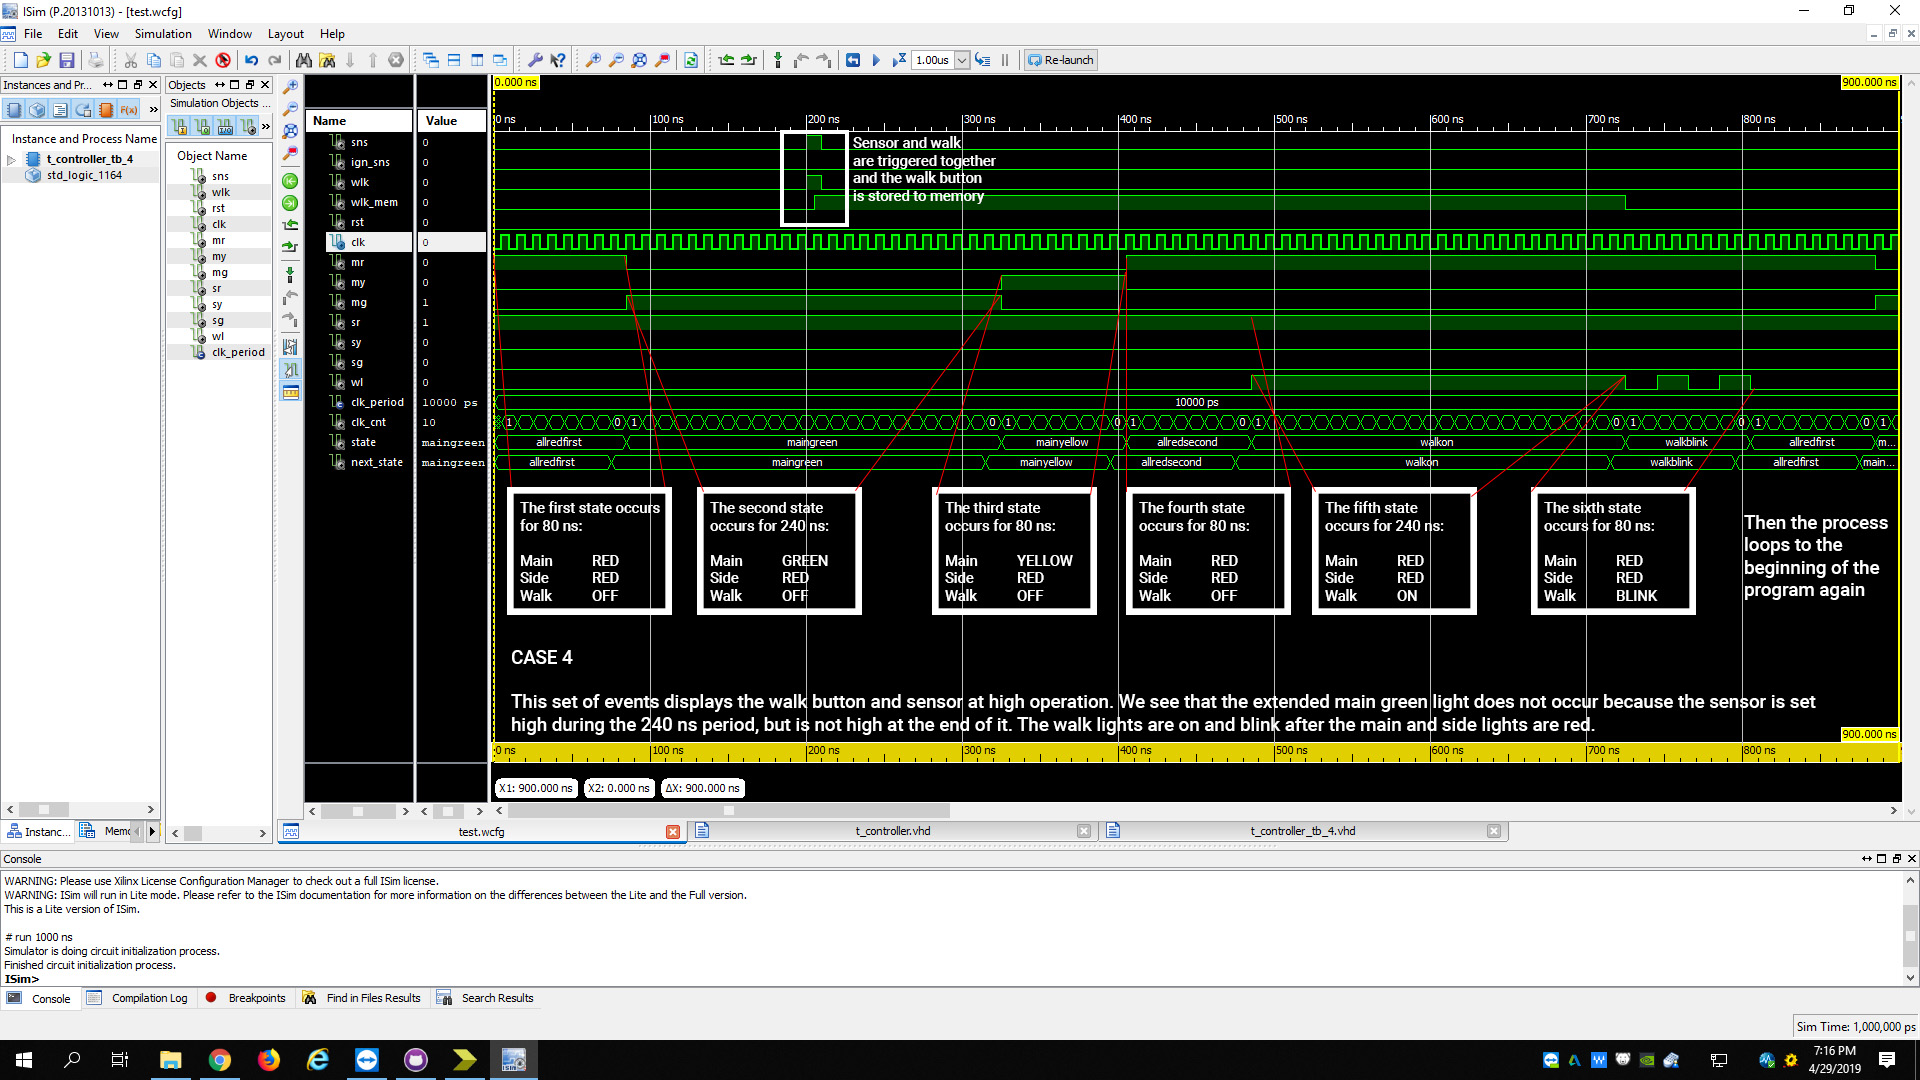 ISim (P.20131013) - [test.wcfg]
File Edit View Simulation Window Layout Help
1.00us Re-launch
Instances and Pr...
Instance and Process Name
t_controller_tb_4
std_logic_1164
Instanc... Memc
Objects
Simulation Objects ...
Object Name
sns
wlk
rst
clk
mr
my
mg
sr
sy
sg
wl
clk_period
Name Value
sns 0
ign_sns 0
wlk 0
wlk_mem 0
rst 0
clk 0
mr 0
my 0
mg 1
sr 1
sy 0
sg 0
wl 0
clk_period 10000 ps
clk_cnt 10
state maingreen
next_state maingreen
0.000 ns 900.000 ns
0 ns 100 ns 200 ns 300 ns 400 ns 500 ns 600 ns 700 ns 800 ns
Sensor and walk
are triggered together
and the walk button
is stored to memory
10000 ps
1 0 1 0 1 0 1 0 1 0 1 0 1 0 1
allredfirst maingreen mainyellow allredsecond walkon walkblink allredfirst m...
allredfirst maingreen mainyellow allredsecond walkon walkblink allredfirst main...
The first state occurs
for 80 ns:
Main RED
Side RED
Walk OFF
The second state
occurs for 240 ns:
Main GREEN
Side RED
Walk OFF
The third state
occurs for 80 ns:
Main YELLOW
Side RED
Walk OFF
The fourth state
occurs for 80 ns:
Main RED
Side RED
Walk OFF
The fifth state
occurs for 240 ns:
Main RED
Side RED
Walk ON
The sixth state
occurs for 80 ns:
Main RED
Side RED
Walk BLINK
Then the process
loops to the
beginning of the
program again
CASE 4
This set of events displays the walk button and sensor at high operation. We see that the extended main green light does not occur because the sensor is set
high during the 240 ns period, but is not high at the end of it. The walk lights are on and blink after the main and side lights are red.
900.000 ns
0 ns 100 ns 200 ns 300 ns 400 ns 500 ns 600 ns 700 ns 800 ns
X1: 900.000 ns X2: 0.000 ns ΔX: 900.000 ns
test.wcfg t_controller.vhd t_controller_tb_4.vhd
Console
WARNING: Please use Xilinx License Configuration Manager to check out a full ISim license.
WARNING: ISim will run in Lite mode. Please refer to the ISim documentation for more information on the differences between the Lite and the Full version.
This is a Lite version of ISim.
# run 1000 ns
Simulator is doing circuit initialization process.
Finished circuit initialization process.
ISim>
Console Compilation Log Breakpoints Find in Files Results Search Results
Sim Time: 1,000,000 ps
7:16 PM
4/29/2019